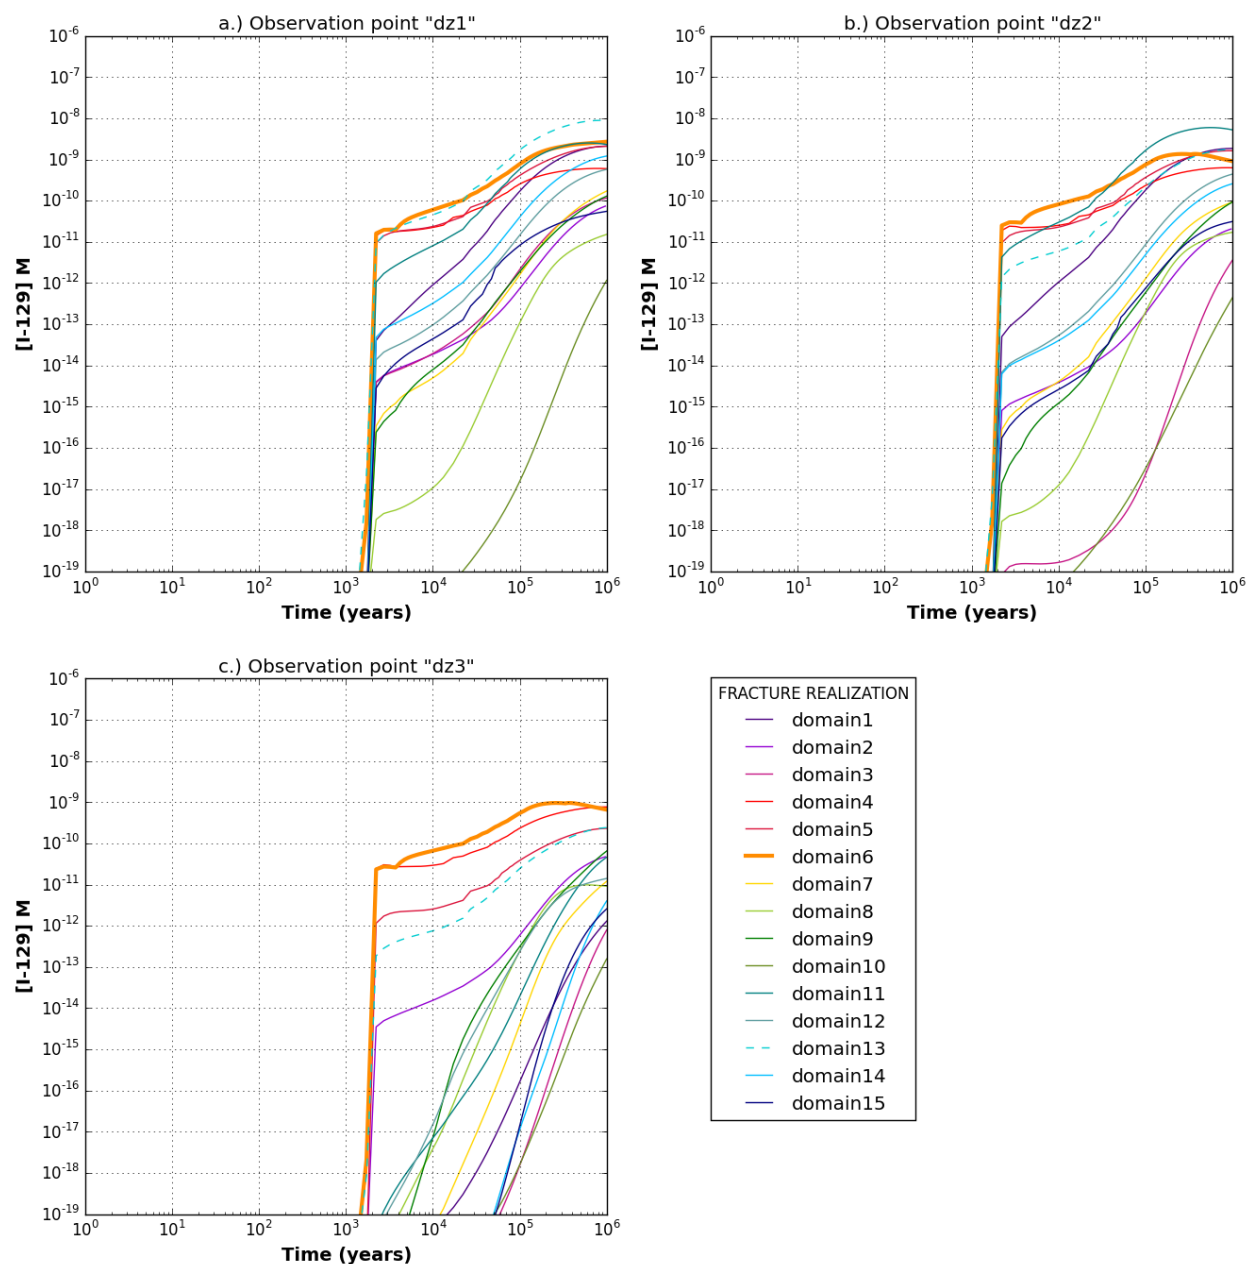 a.) Observation point "dz1"
[I-129] M
10^-6
10^-7
10^-8
10^-9
10^-10
10^-11
10^-12
10^-13
10^-14
10^-15
10^-16
10^-17
10^-18
10^-19
10^0 10^1 10^2 10^3 10^4 10^5 10^6
Time (years)
b.) Observation point "dz2"
[I-129] M
10^-6
10^-7
10^-8
10^-9
10^-10
10^-11
10^-12
10^-13
10^-14
10^-15
10^-16
10^-17
10^-18
10^-19
10^0 10^1 10^2 10^3 10^4 10^5 10^6
Time (years)
c.) Observation point "dz3"
[I-129] M
10^-6
10^-7
10^-8
10^-9
10^-10
10^-11
10^-12
10^-13
10^-14
10^-15
10^-16
10^-17
10^-18
10^-19
10^0 10^1 10^2 10^3 10^4 10^5 10^6
Time (years)
FRACTURE REALIZATION
domain1
domain2
domain3
domain4
domain5
domain6
domain7
domain8
domain9
domain10
domain11
domain12
domain13
domain14
domain15